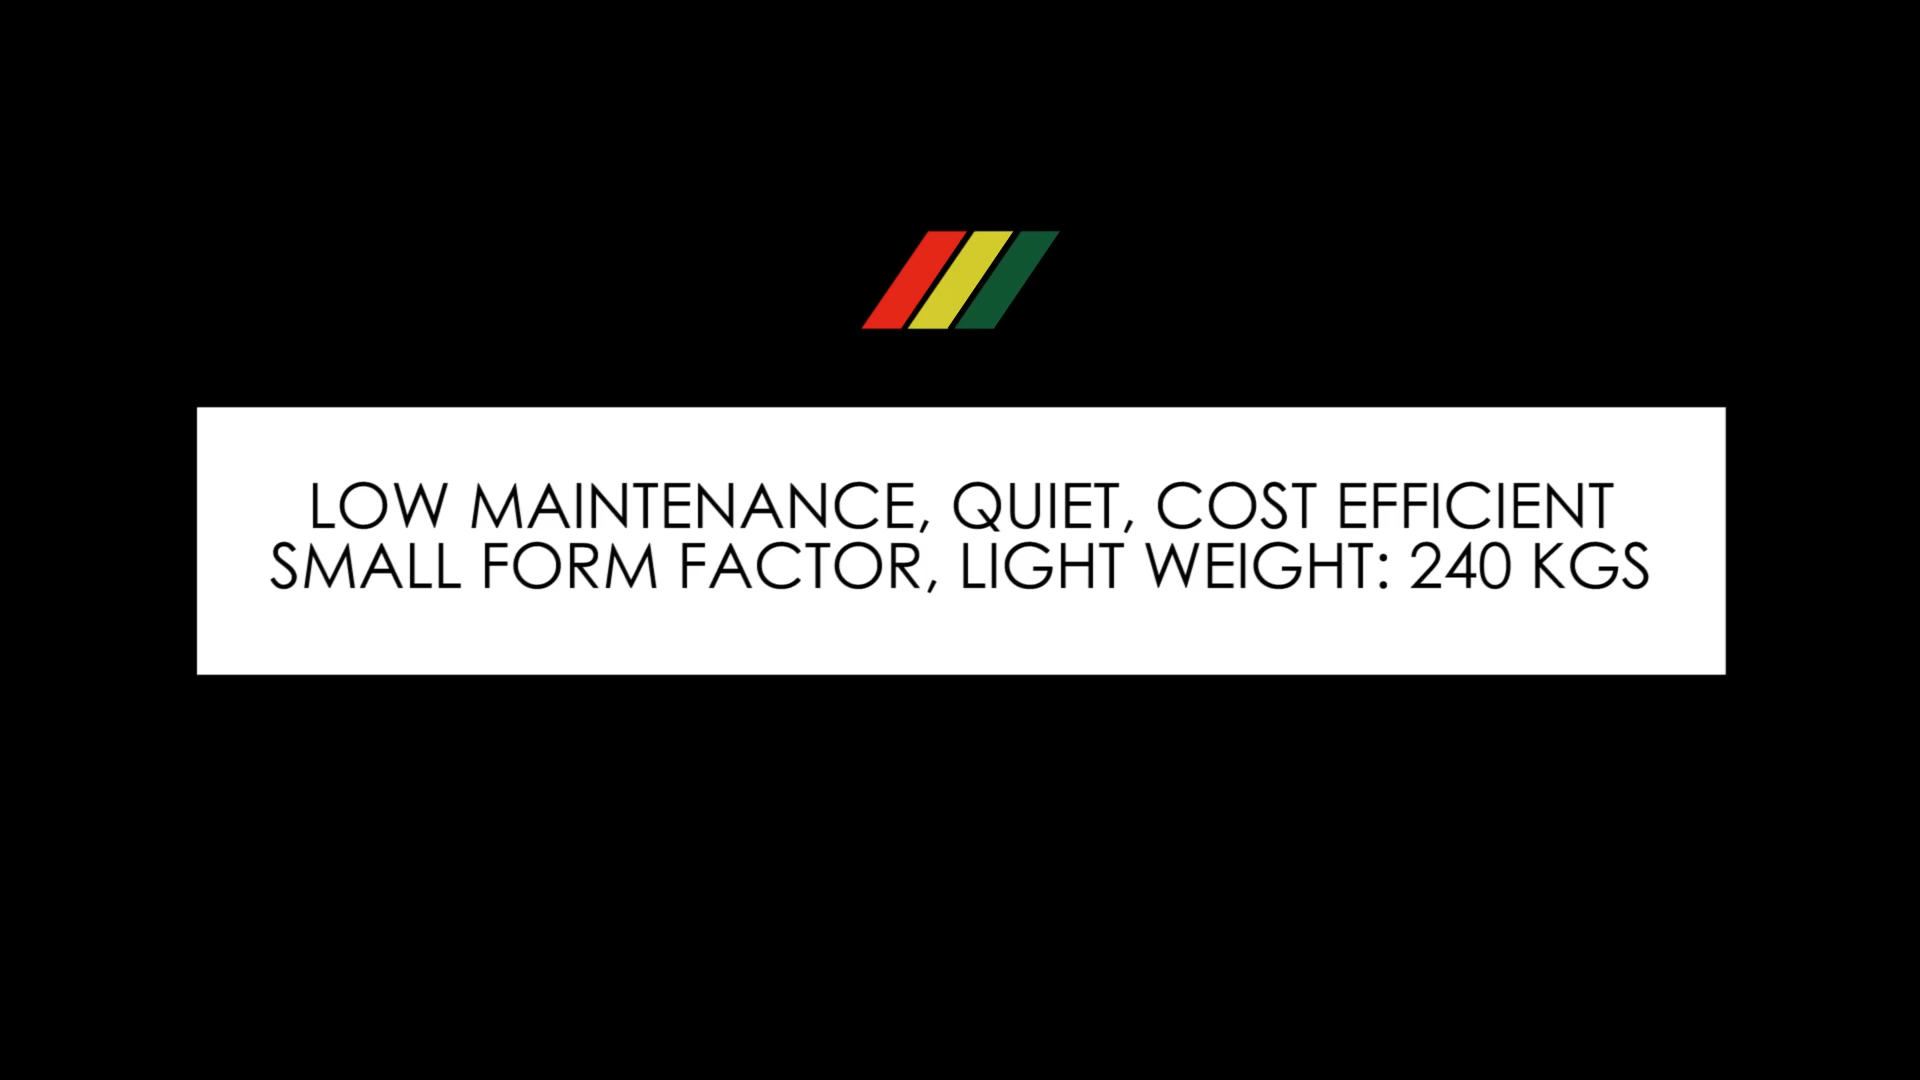 LOW MAINTENANCE, QUIET, COST EFFICIENT
SMALL FORM FACTOR, LIGHT WEIGHT: 240 KGS